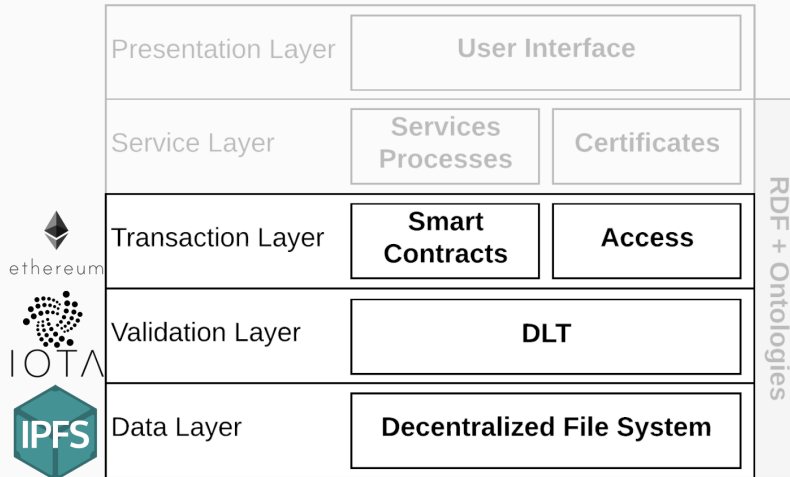 Presentation Layer
User Interface
Service Layer
Services
Processes
Certificates
ethereum
Transaction Layer
Smart
Contracts
Access
IOTA
Validation Layer
DLT
IPFS
Data Layer
Decentralized File System
RDF + Ontologies